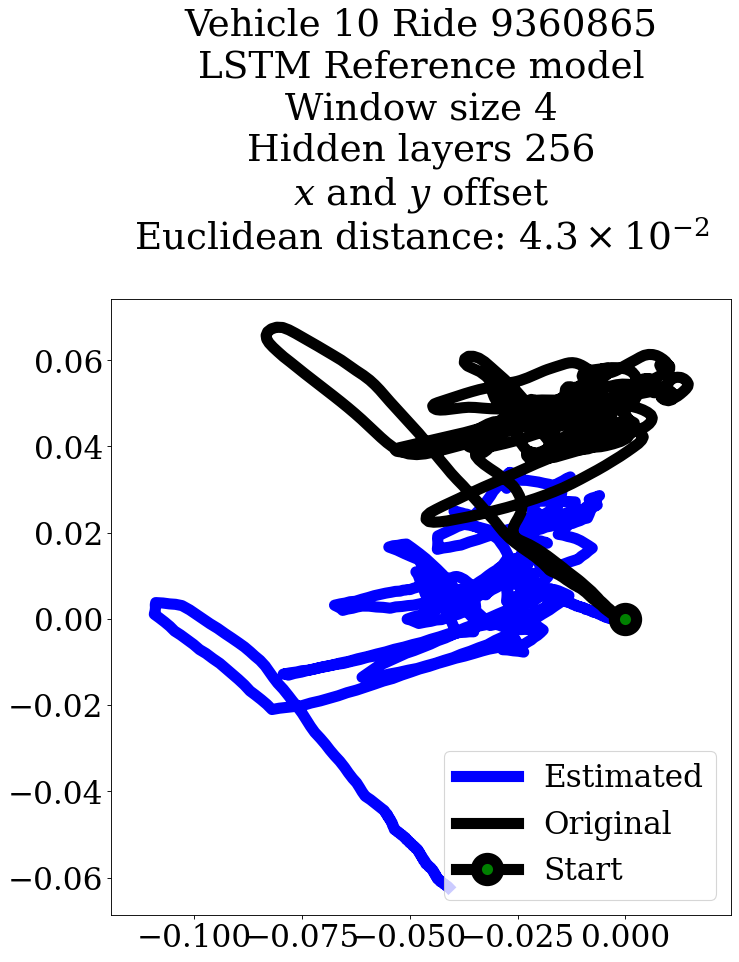 Vehicle 10 Ride 9360865
LSTM Reference model
Window size 4
Hidden layers 256
x and y offset
Euclidean distance: 4.3 × 10⁻²
0.06
0.04
0.02
0.00
−0.02
−0.04
−0.06
Estimated
Original
Start
−0.100 −0.075 −0.050 −0.025 0.000